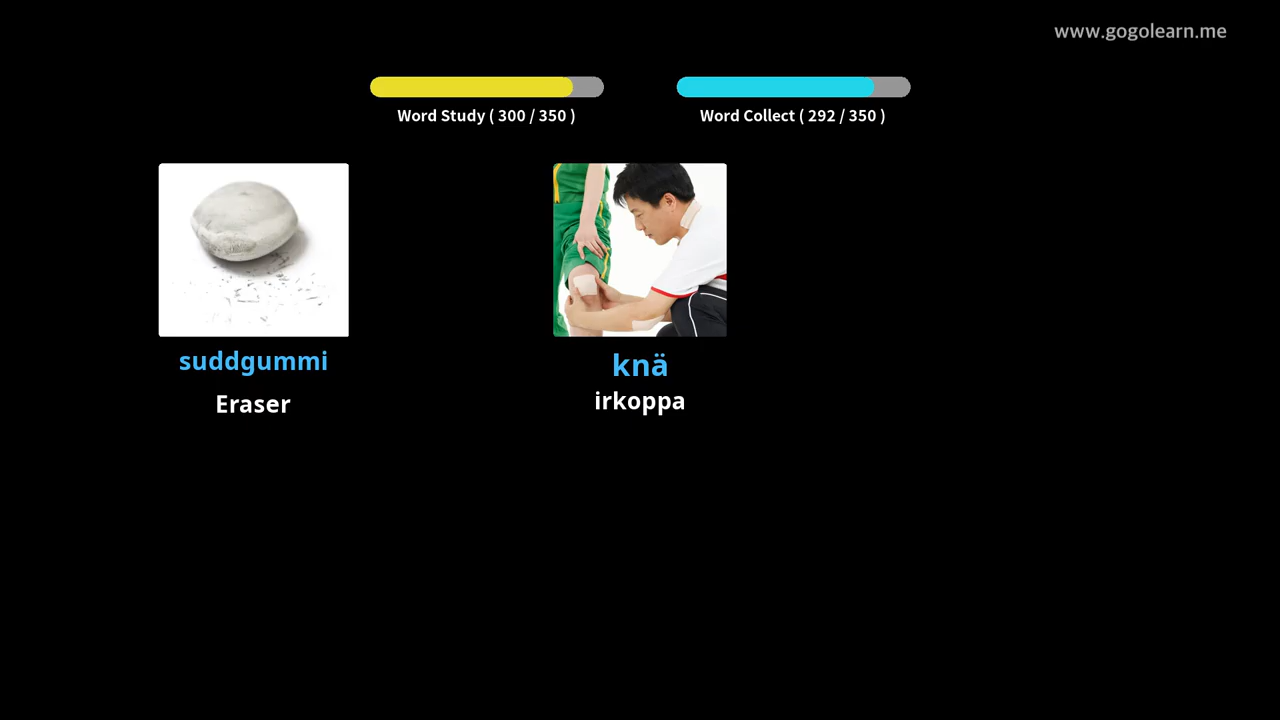 www.gogolearn.me
Word Study ( 300 / 350 )
Word Collect ( 292 / 350 )
suddgummi
Eraser
knä
irkoppa